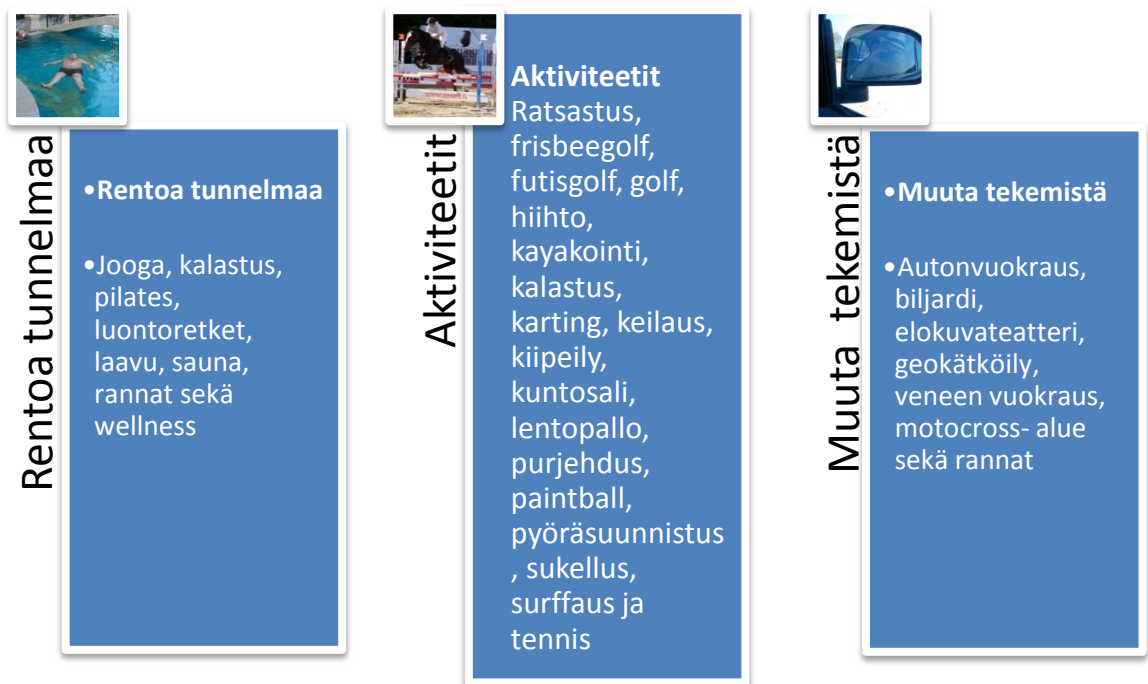 Rentoa tunnelmaa
•Rentoa tunnelmaa
•Jooga, kalastus,
pilates,
luontoretket,
laavu, sauna,
rannat sekä
wellness
Aktiviteetit
Aktiviteetit
Ratsastus,
frisbeegolf,
futisgolf, golf,
hiihto,
kayakointi,
kalastus,
karting, keilaus,
kiipeily,
kuntosali,
lentopallo,
purjehdus,
paintball,
pyöräsuunnistus
, sukellus,
surffaus ja
tennis
Muuta tekemistä
•Muuta tekemistä
•Autonvuokraus,
biljardi,
elokuvateatteri,
geokätköily,
veneen vuokraus,
motocross- alue
sekä rannat